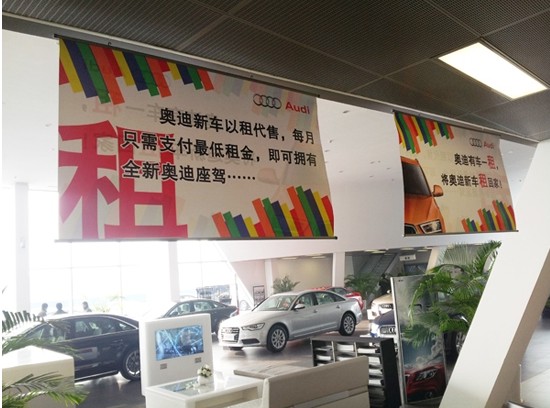 租
Audi
奥迪新车以租代售，每月
只需支付最低租金，即可拥有
全新奥迪座驾······
Audi
奥迪有车一租，
将奥迪新车租回家！